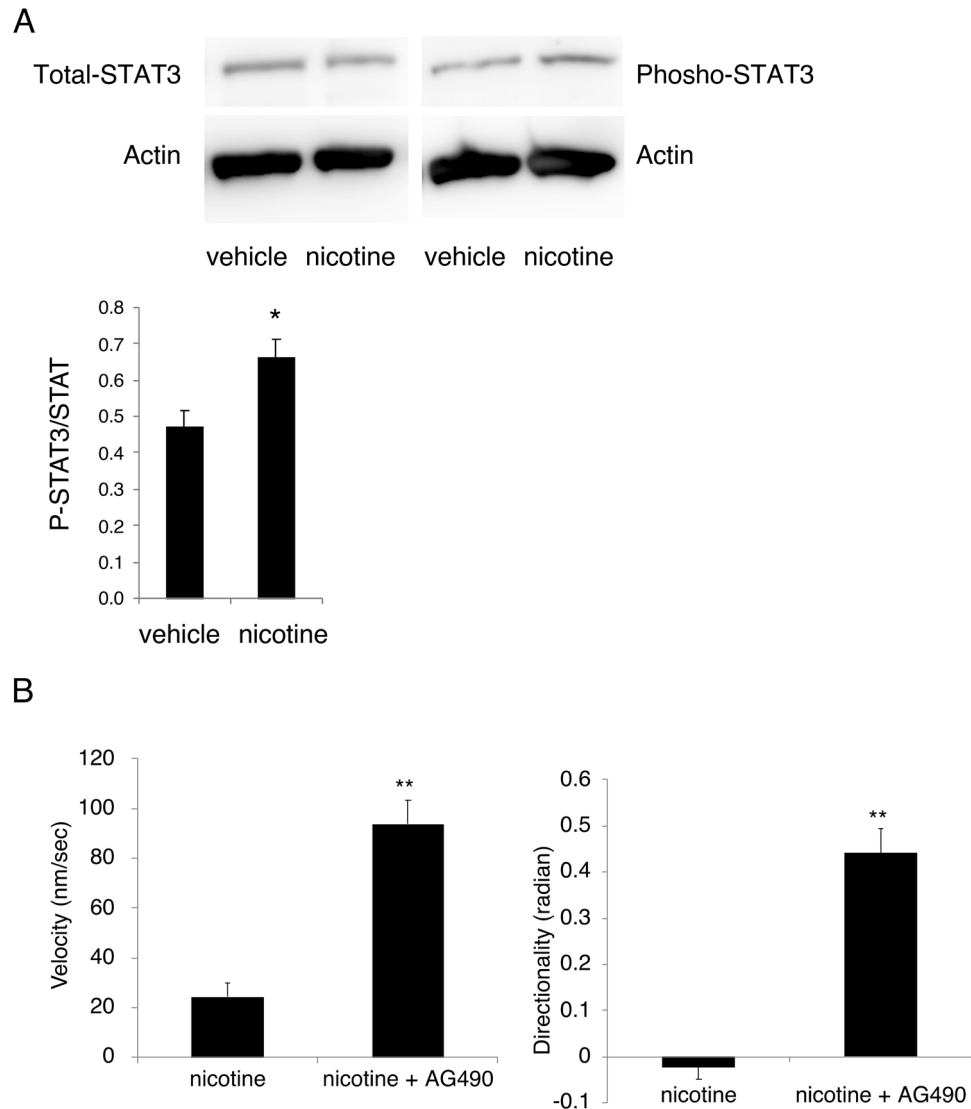 A
Total-STAT3
Phosho-STAT3
Actin
Actin
vehicle nicotine vehicle nicotine
P-STAT3/STAT
0.8
0.7
0.6
0.5
0.4
0.3
0.2
0.1
0.0
*
vehicle nicotine
B
Velocity (nm/sec)
120
100
80
60
40
20
0
**
nicotine nicotine + AG490
Directionality (radian)
0.6
0.5
0.4
0.3
0.2
0.1
0
-0.1
**
nicotine nicotine + AG490